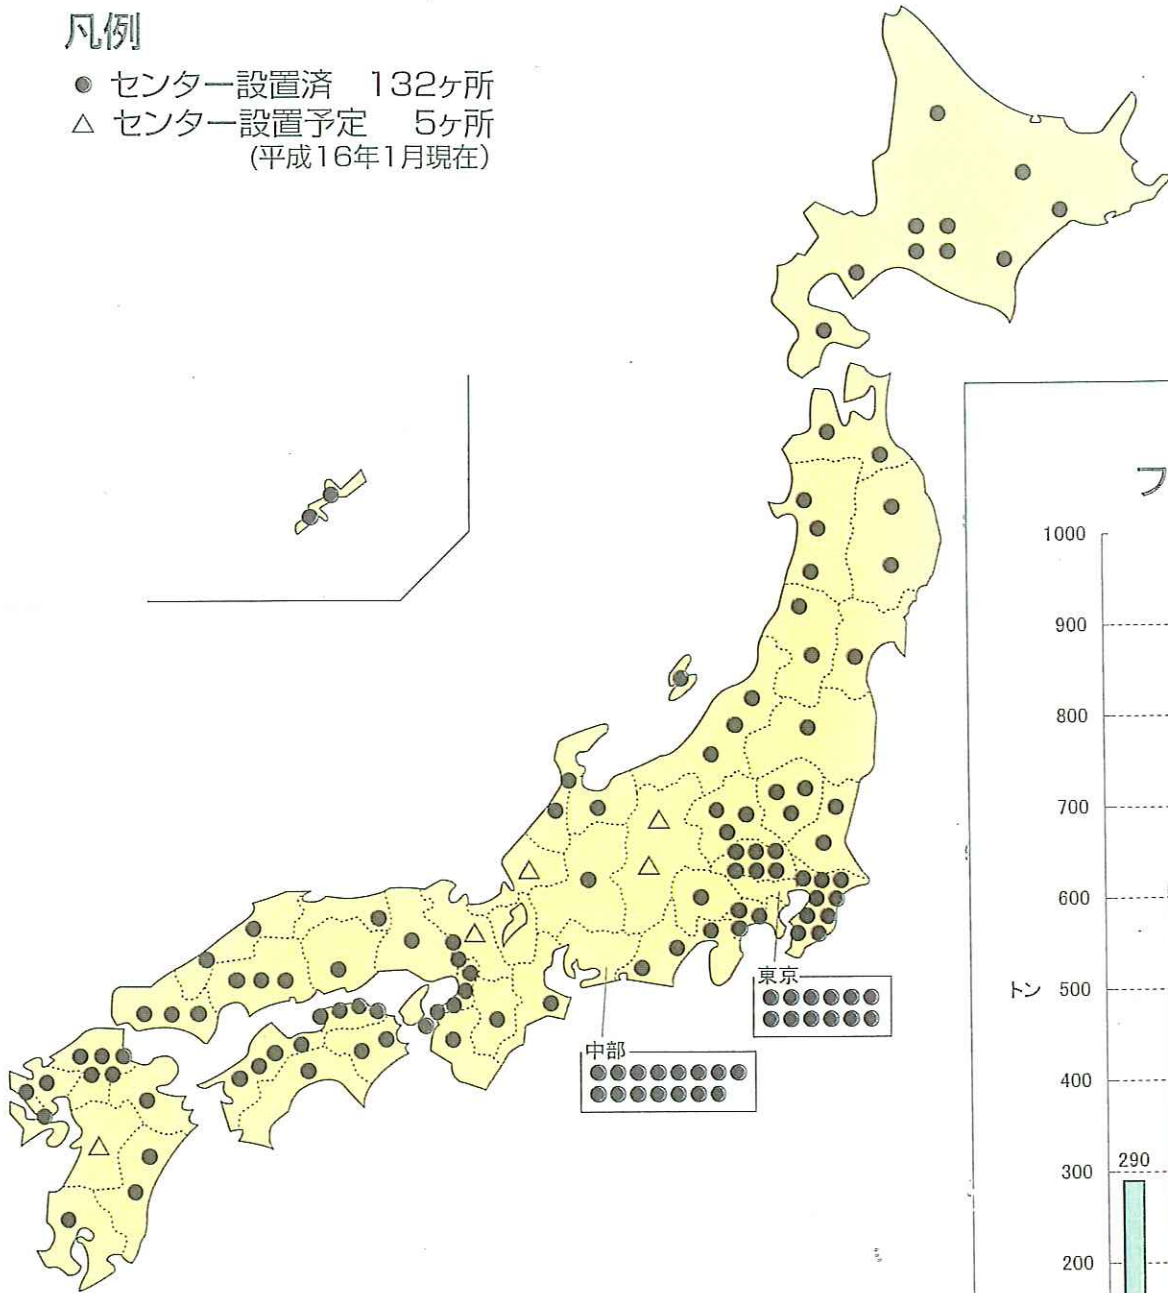 凡例
● センター設置済 132ヶ所
△ センター設置予定 5ヶ所
(平成16年1月現在)
東京
中部
フ
トン
1000
900
800
700
600
500
400
300
200
290